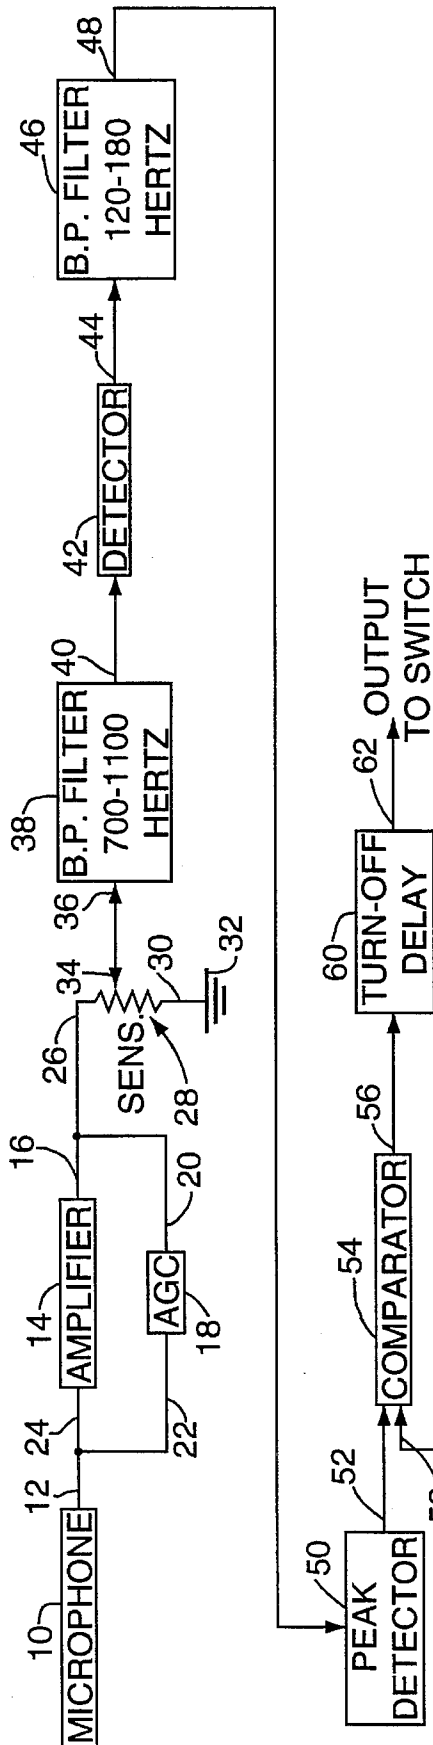 10
MICROPHONE
12
24
14
AMPLIFIER
16
22
AGC
18
20
26
SENS.
28
34
30
32
36
38
B.P. FILTER
700-1100
HERTZ
40
42
DETECTOR
44
46
B.P. FILTER
120-180
HERTZ
48
50
PEAK
DETECTOR
52
54
COMPARATOR
56
60
TURN-OFF
DELAY
62
OUTPUT
TO SWITCH